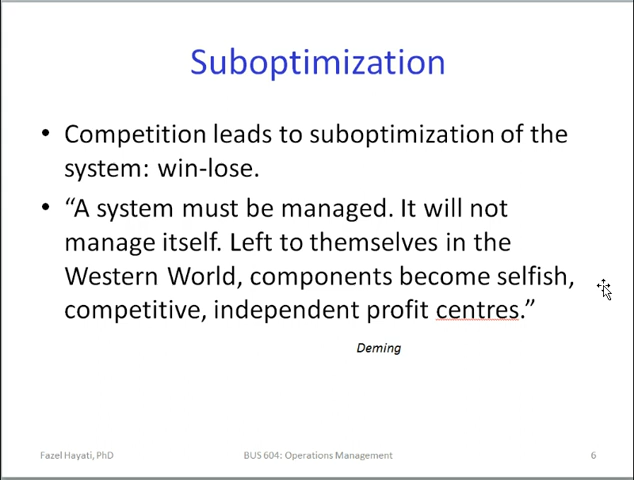 Suboptimization
• Competition leads to suboptimization of the
system: win-lose.
• “A system must be managed. It will not
manage itself. Left to themselves in the
Western World, components become selfish,
competitive, independent profit centres.”
Deming
Fazel Hayati, PhD
BUS 604: Operations Management
6